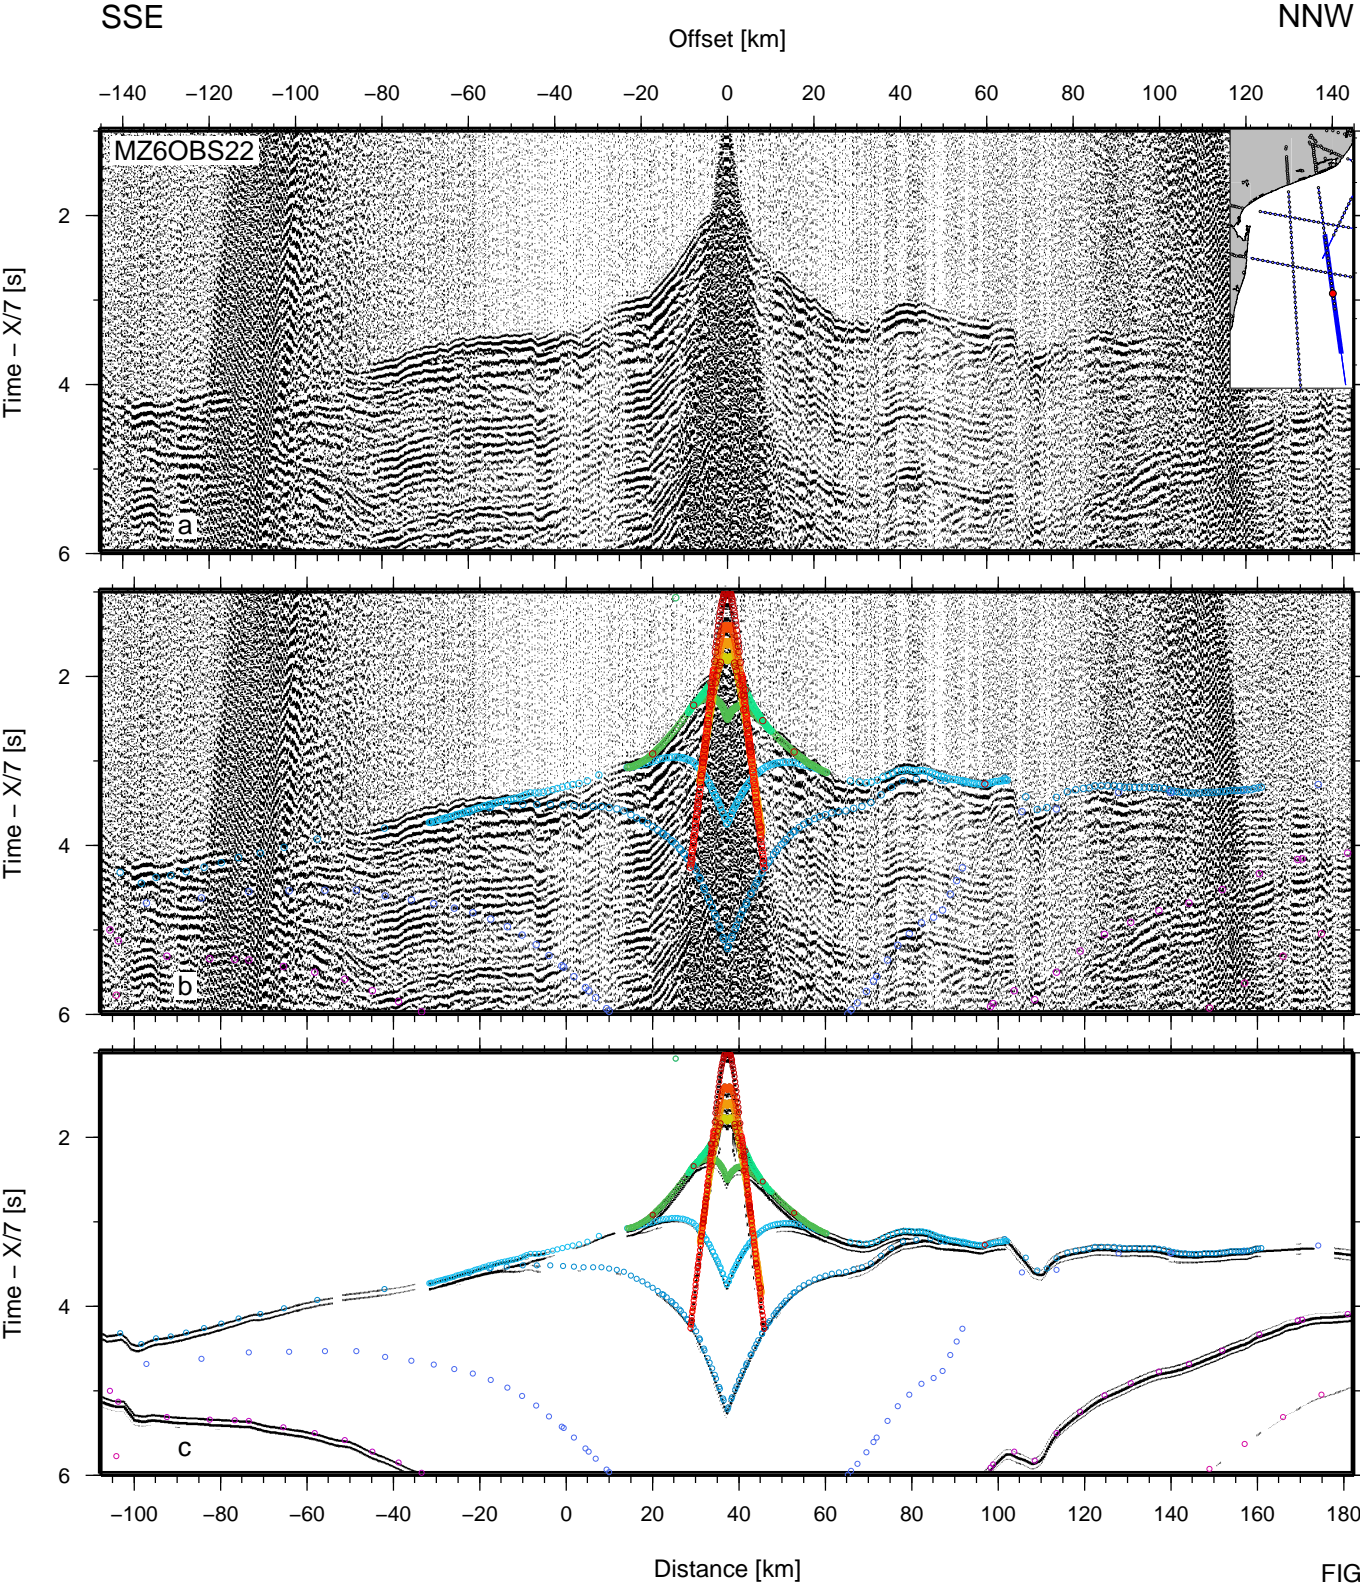 SSE NNW
Offset [km]
−140 −120 −100 −80 −60 −40 −20 0 20 40 60 80 100 120 140
MZ6OBS22
2
4
6
Time − X/7 [s]
a
2
4
6
Time − X/7 [s]
b
2
4
6
Time − X/7 [s]
c
−100 −80 −60 −40 −20 0 20 40 60 80 100 120 140 160 180
Distance [km]
FIG